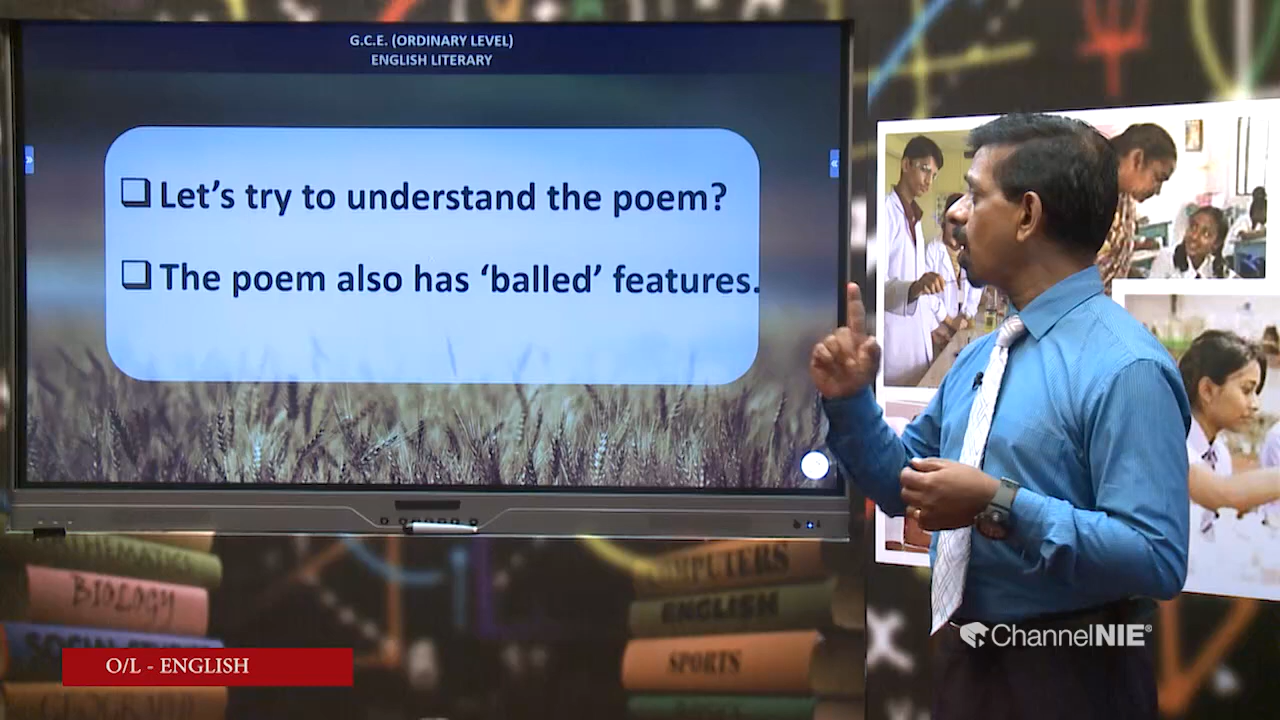 G.C.E. (ORDINARY LEVEL)
ENGLISH LITERARY
Let’s try to understand the poem?
The poem also has ‘balled’ features.
MATHEMATICS
BIOLOGY
COMPUTERS
ENGLISH
SPORTS
O/L - ENGLISH
ChannelNIE®